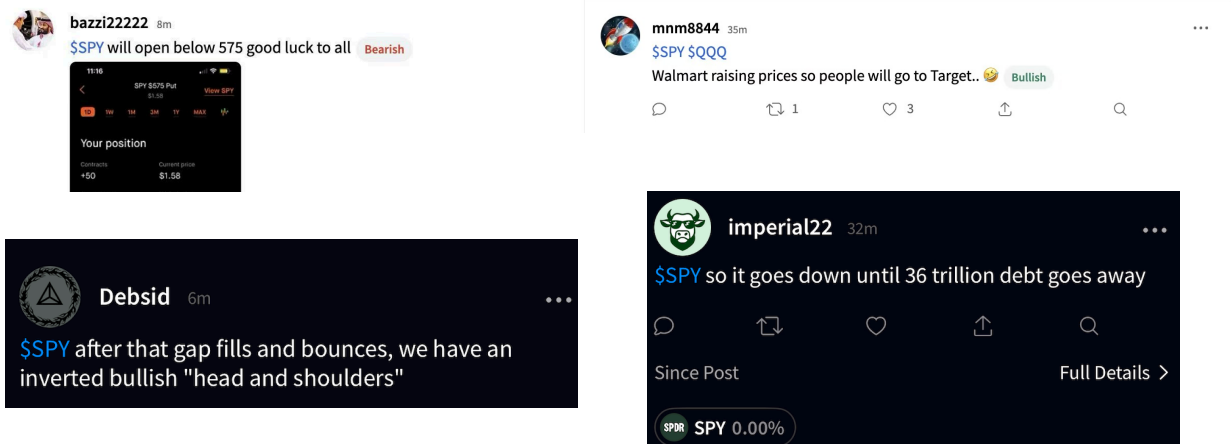 bazzi22222 8m
$SPY will open below 575 good luck to all Bearish
11:16
SPY $575 Put
$1.58
View SPY
1D 1W 1M 3M 1Y MAX
Your position
Contracts Current price
+50 $1.58
mnm8844 35m
$SPY $QQQ
Walmart raising prices so people will go to Target.. 🤣 Bullish
1 3
Debsid 6m
$SPY after that gap fills and bounces, we have an
inverted bullish "head and shoulders"
imperial22 32m
$SPY so it goes down until 36 trillion debt goes away
Since Post Full Details >
SPDR SPY 0.00%